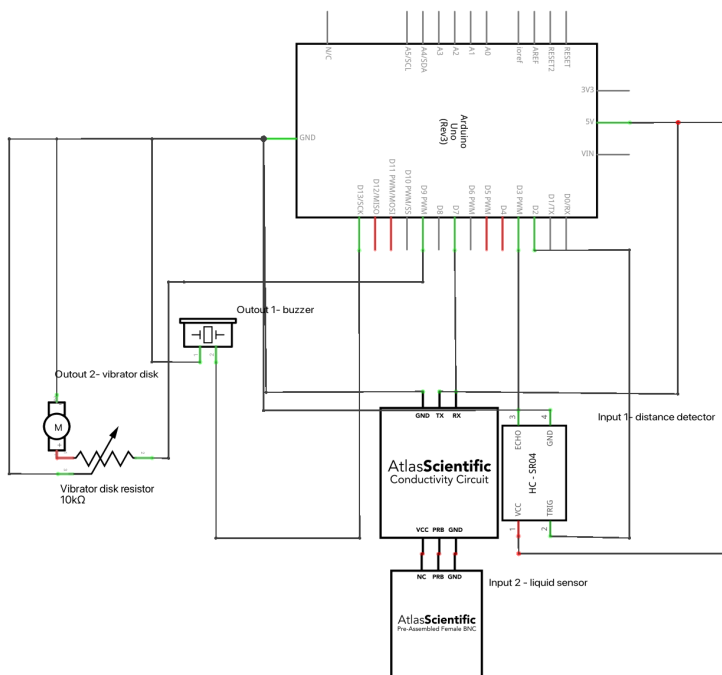 N/C
A5/SCL
A4/SDA
A3
A2
A1
A0
ioref
AREF
RESET2
RESET
3V3
5V
VIN
GND
Arduino
Uno
(Rev3)
D13/SCK
D12/MISO
D11 PWM/MOSI
D10 PWM/SS
D9 PWM
D8
D7
D6 PWM
D5 PWM
D4
D3 PWM
D2
D1/TX
D0/RX
Outout 1- buzzer
1
2
Outout 2- vibrator disk
M
+
Vibrator disk resistor
10kΩ
GND TX RX
AtlasScientific
Conductivity Circuit
VCC PRB GND
NC PRB GND
AtlasScientific
Pre-Assembled Female BNC
Input 1- distance detector
3
4
ECHO
GND
HC - SR04
VCC
TRIG
1
2
Input 2 - liquid sensor